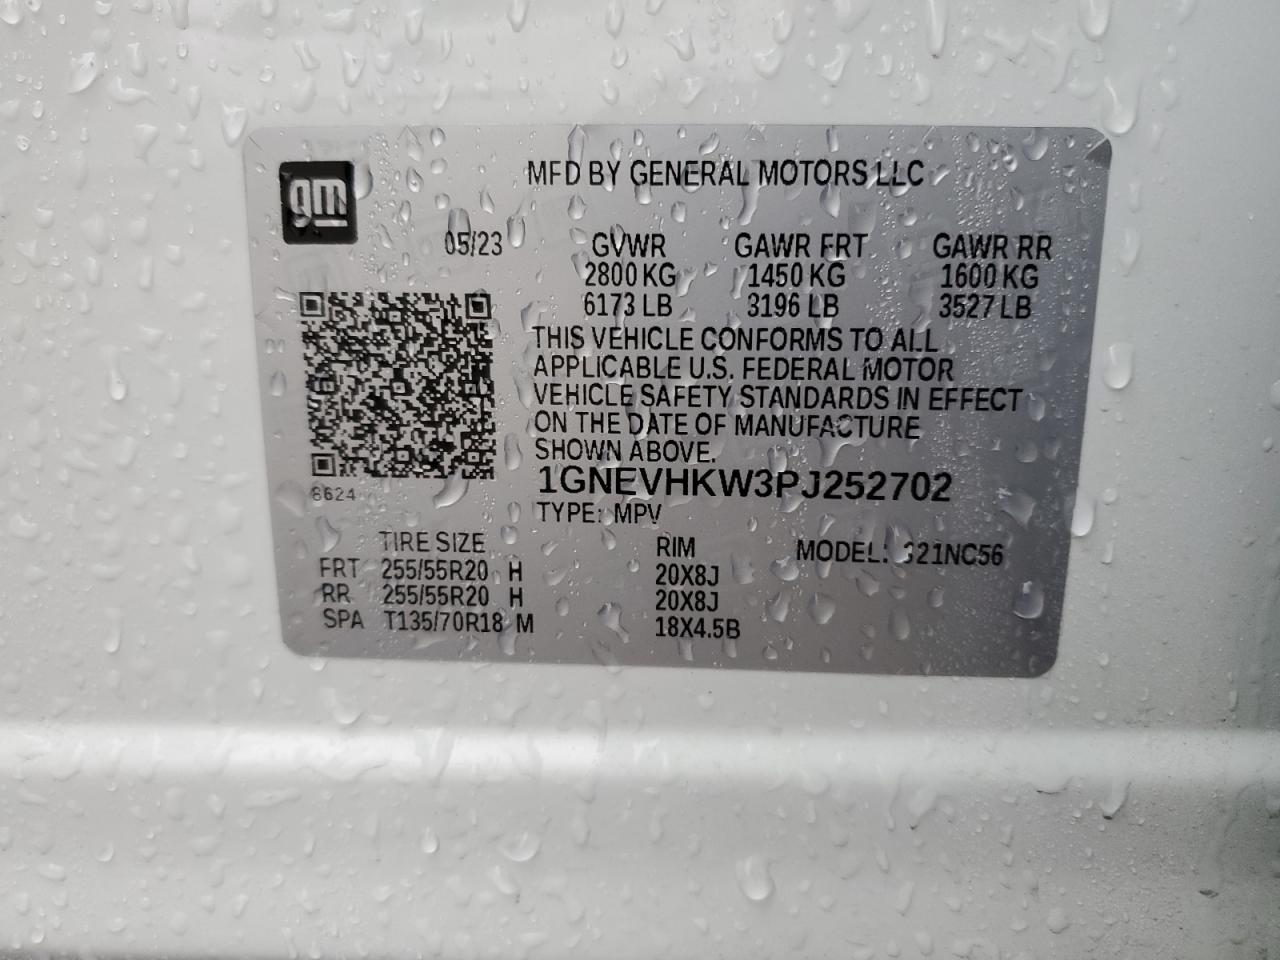 MFD BY GENERAL MOTORS LLC
gm
05/23 GVWR GAWR FRT GAWR RR
2800 KG 1450 KG 1600 KG
6173 LB 3196 LB 3527 LB
THIS VEHICLE CONFORMS TO ALL
APPLICABLE U.S. FEDERAL MOTOR
VEHICLE SAFETY STANDARDS IN EFFECT
ON THE DATE OF MANUFACTURE
SHOWN ABOVE.
1GNEVHKW3PJ252702
8624
TYPE: MPV
TIRE SIZE RIM MODEL:
FRT 255/55R20 H 20X8J
RR 255/55R20 H 20X8J
SPA T135/70R18 M 18X4.5B